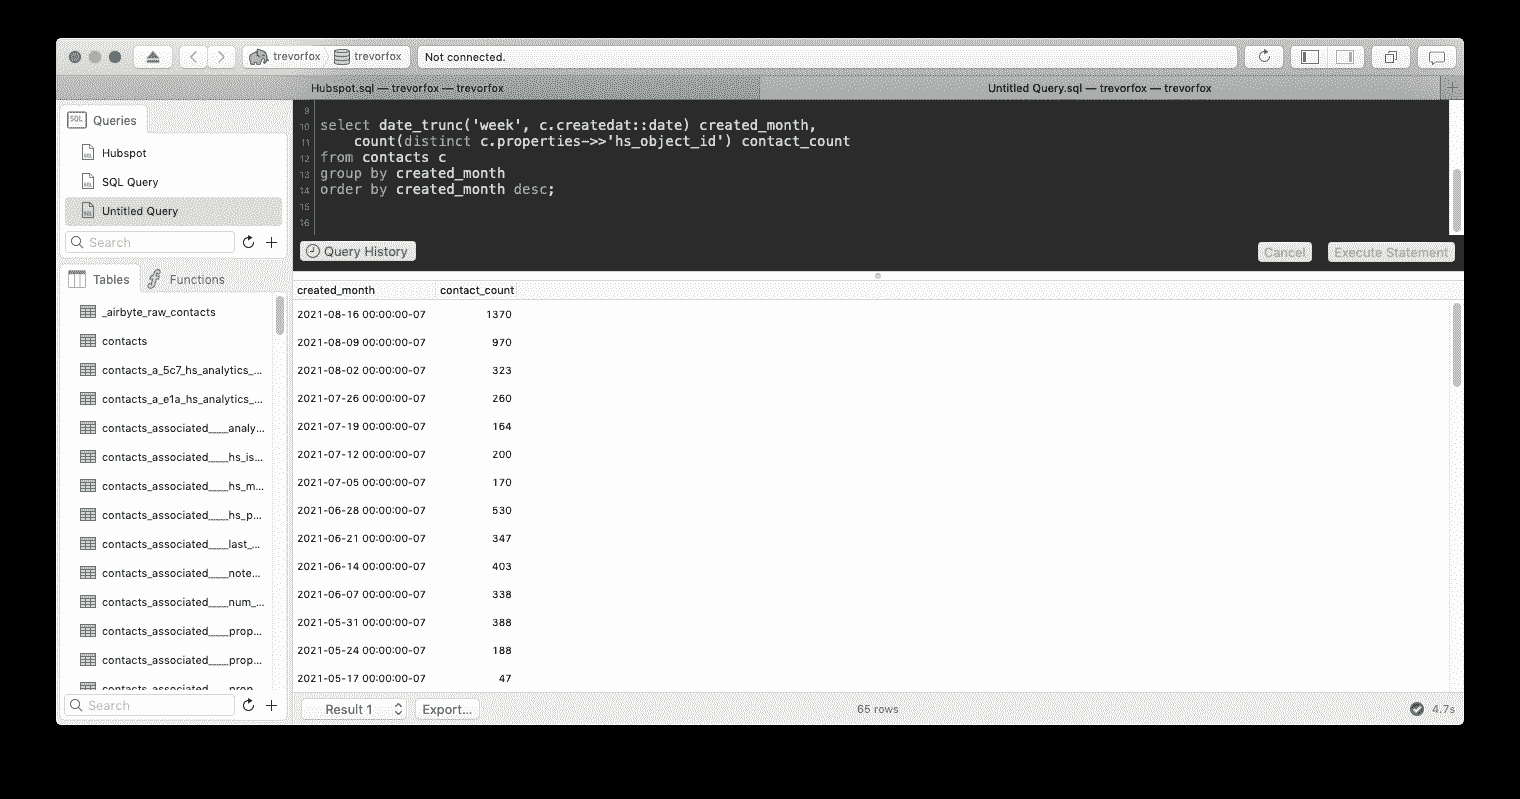 trevorfox trevorfox Not connected.
Hubspot.sql — trevorfox — trevorfox Untitled Query.sql — trevorfox — trevorfox
SQL Queries
Hubspot
SQL Query
Untitled Query
Search
Tables Functions
_airbyte_raw_contacts
contacts
contacts_a_5c7_hs_analytics_...
contacts_a_e1a_hs_analytics_...
contacts_associated____analy...
contacts_associated____hs_is...
contacts_associated____hs_m...
contacts_associated____hs_p...
contacts_associated____last_...
contacts_associated____note...
contacts_associated____num_...
contacts_associated____prop...
contacts_associated____prop...
contacts_associated____prop...
Search
9
10 select date_trunc('week', c.createdat::date) created_month,
11 count(distinct c.properties->>'hs_object_id') contact_count
12 from contacts c
13 group by created_month
14 order by created_month desc;
15
16
Query History Cancel Execute Statement
created_month contact_count
2021-08-16 00:00:00-07 1370
2021-08-09 00:00:00-07 970
2021-08-02 00:00:00-07 323
2021-07-26 00:00:00-07 260
2021-07-19 00:00:00-07 164
2021-07-12 00:00:00-07 200
2021-07-05 00:00:00-07 170
2021-06-28 00:00:00-07 530
2021-06-21 00:00:00-07 347
2021-06-14 00:00:00-07 403
2021-06-07 00:00:00-07 338
2021-05-31 00:00:00-07 388
2021-05-24 00:00:00-07 188
2021-05-17 00:00:00-07 47
Result 1 Export... 65 rows 4.7s